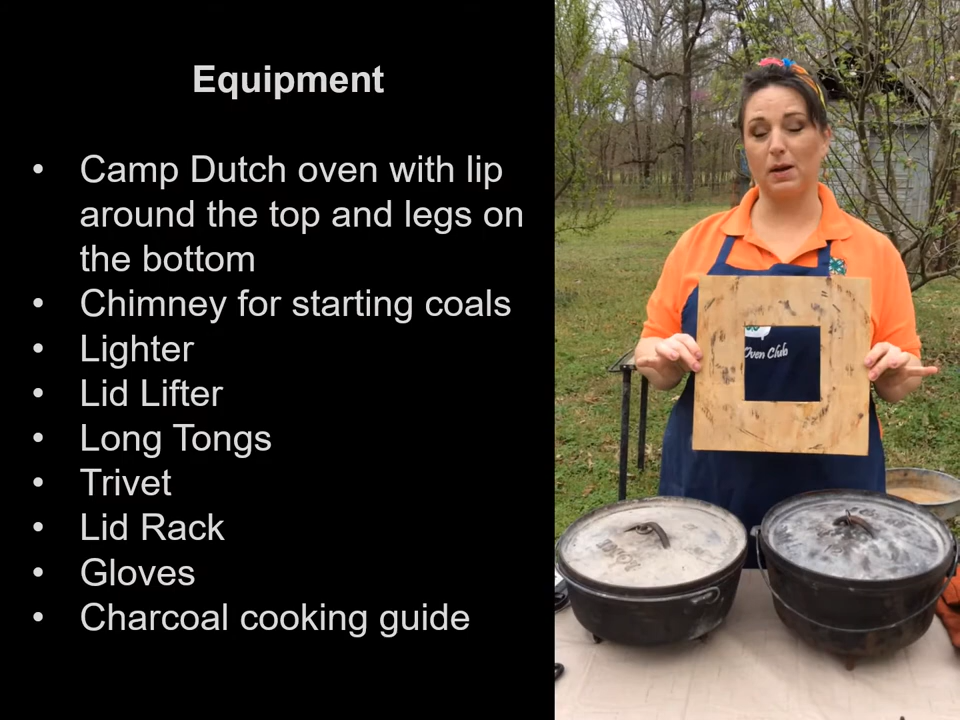 Equipment
• Camp Dutch oven with lip
around the top and legs on
the bottom
• Chimney for starting coals
• Lighter
• Lid Lifter
• Long Tongs
• Trivet
• Lid Rack
• Gloves
• Charcoal cooking guide
Oven Club
LODGE